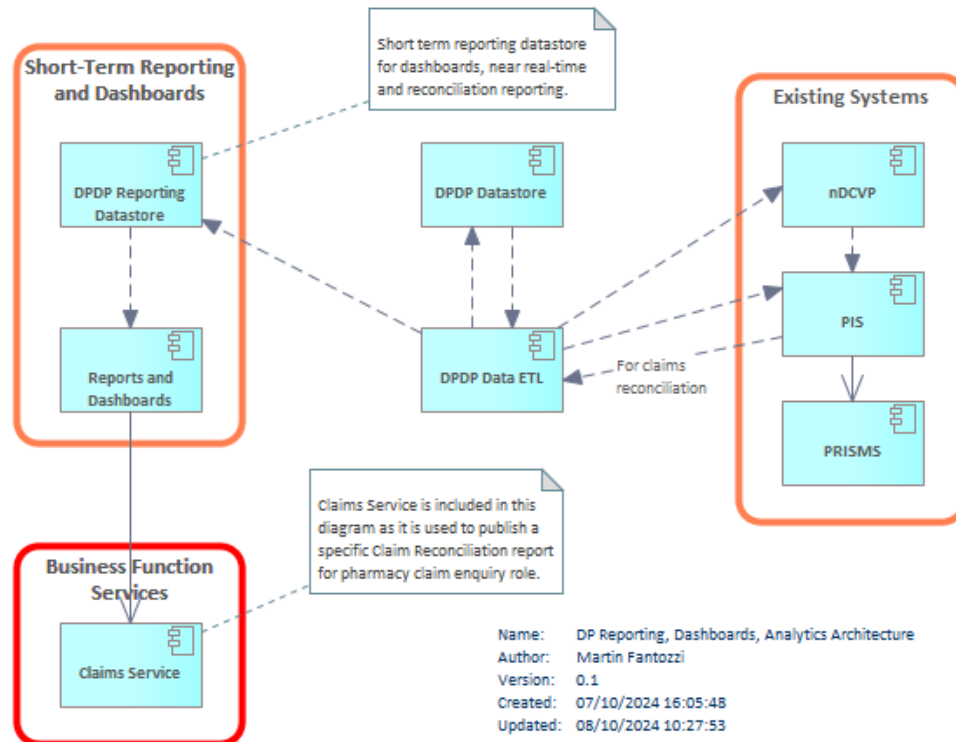 Short-Term Reporting
and Dashboards
DPDP Reporting
Datastore
Reports and
Dashboards
Short term reporting datastore
for dashboards, near real-time
and reconciliation reporting.
DPDP Datastore
DPDP Data ETL
For claims
reconciliation
Existing Systems
nDCVP
PIS
PRISMS
Business Function
Services
Claims Service
Claims Service is included in this
diagram as it is used to publish a
specific Claim Reconciliation report
for pharmacy claim enquiry role.
Name: DP Reporting, Dashboards, Analytics Architecture
Author: Martin Fantozzi
Version: 0.1
Created: 07/10/2024 16:05:48
Updated: 08/10/2024 10:27:53